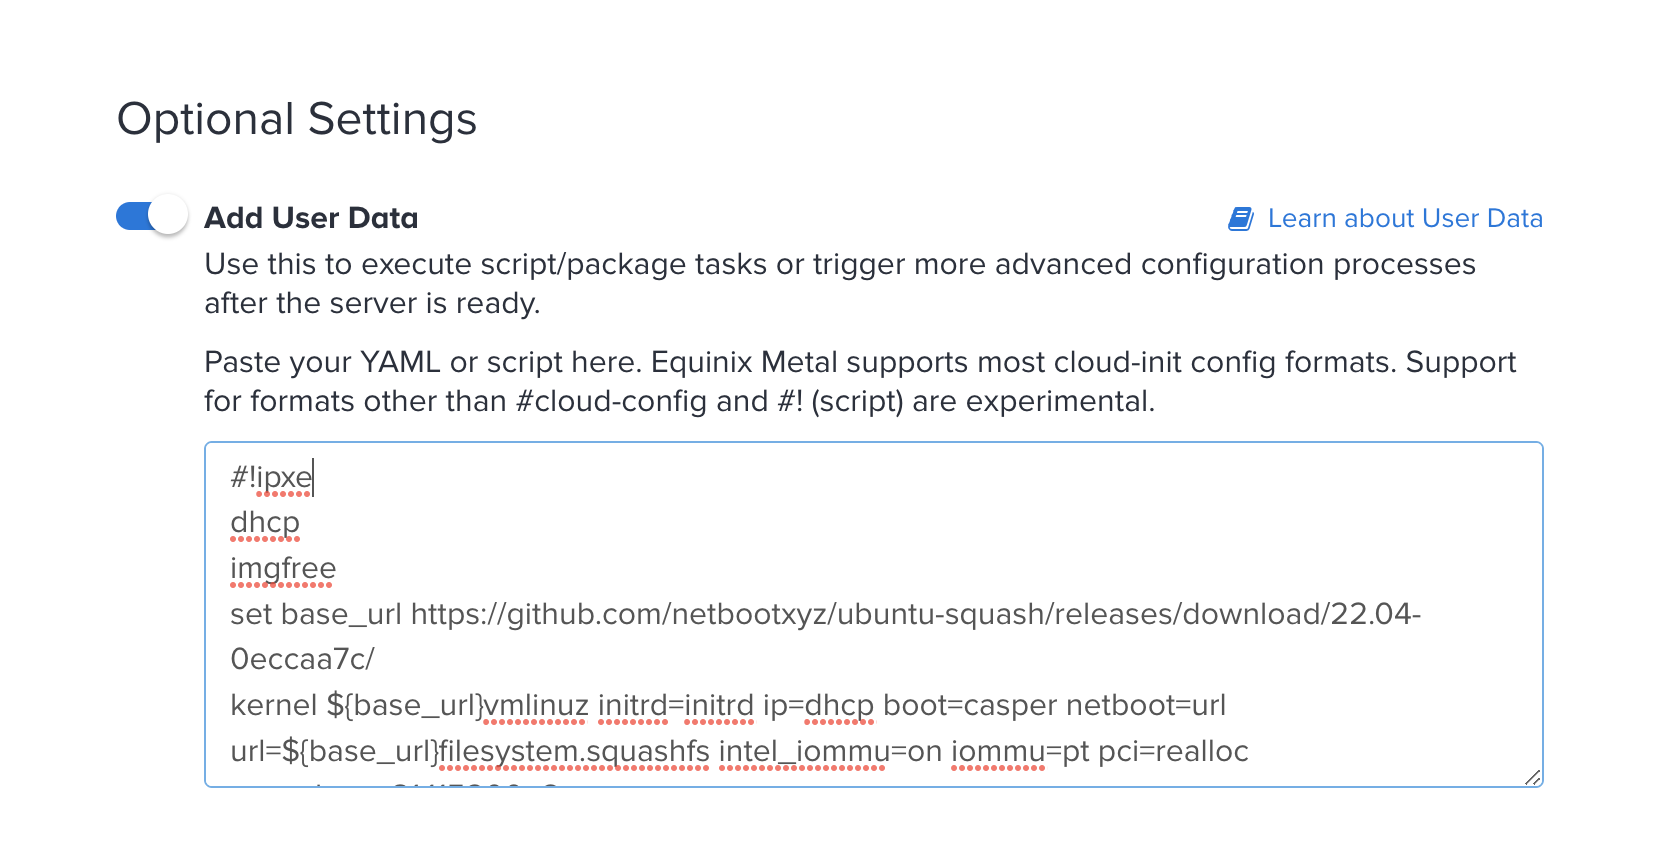 Optional Settings
Add User Data
Learn about User Data
Use this to execute script/package tasks or trigger more advanced configuration processes
after the server is ready.
Paste your YAML or script here. Equinix Metal supports most cloud-init config formats. Support
for formats other than #cloud-config and #! (script) are experimental.
#!ipxe
dhcp
imgfree
set base_url https://github.com/netbootxyz/ubuntu-squash/releases/download/22.04-
0eccaa7c/
kernel ${base_url}vmlinuz initrd=initrd ip=dhcp boot=casper netboot=url
url=${base_url}filesystem.squashfs intel_iommu=on iommu=pt pci=realloc